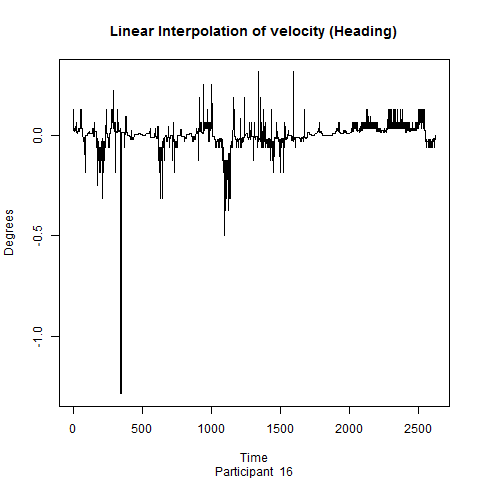 Linear Interpolation of velocity (Heading)
Degrees
0.0
-0.5
-1.0
0 500 1000 1500 2000 2500
Time
Participant 16